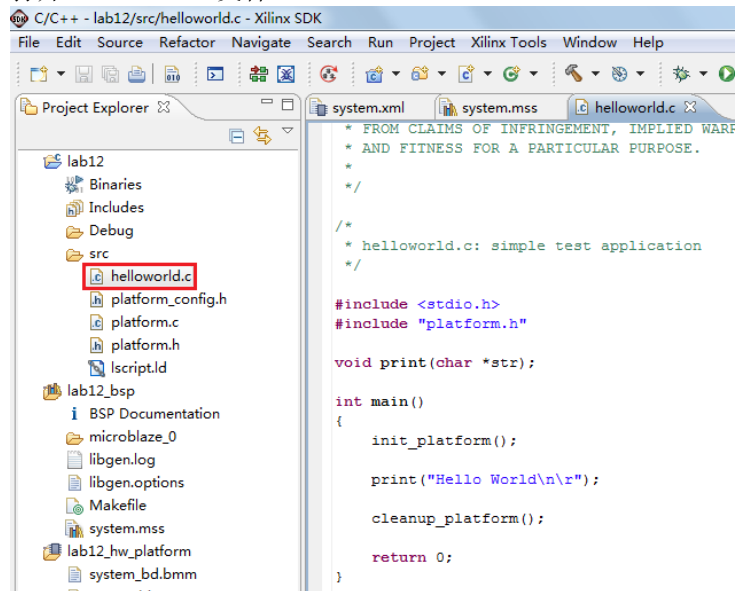 C/C++ - lab12/src/helloworld.c - Xilinx SDK
File Edit Source Refactor Navigate Search Run Project Xilinx Tools Window Help
Project Explorer
system.xml system.mss helloworld.c
lab12
Binaries
Includes
Debug
src
helloworld.c
platform_config.h
platform.c
platform.h
lscript.ld
lab12_bsp
BSP Documentation
microblaze_0
libgen.log
libgen.options
Makefile
system.mss
lab12_hw_platform
system_bd.bmm
* FROM CLAIMS OF INFRINGEMENT, IMPLIED WARR
* AND FITNESS FOR A PARTICULAR PURPOSE.
*
*/
/*
* helloworld.c: simple test application
*/
#include <stdio.h>
#include "platform.h"
void print(char *str);
int main()
{
init_platform();
print("Hello World\n\r");
cleanup_platform();
return 0;
}